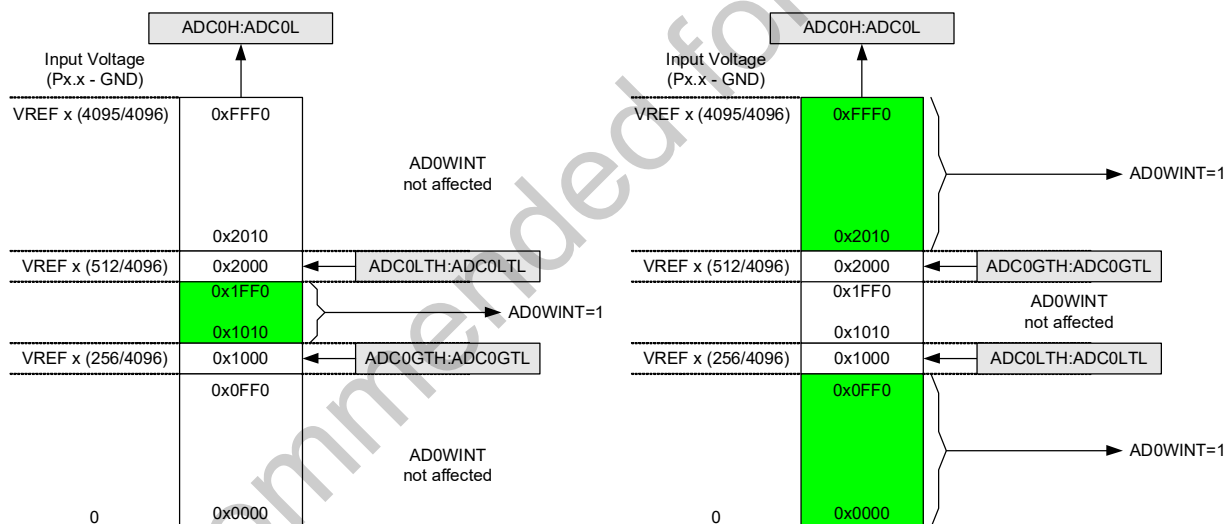 ADC0H:ADC0L
Input Voltage
(Px.x - GND)
VREF x (4095/4096)
0xFFF0
AD0WINT
not affected
0x2010
VREF x (512/4096)
0x2000
ADC0LTH:ADC0LTL
0x1FF0
AD0WINT=1
0x1010
VREF x (256/4096)
0x1000
ADC0GTH:ADC0GTL
0x0FF0
AD0WINT
not affected
0
0x0000
ADC0H:ADC0L
Input Voltage
(Px.x - GND)
VREF x (4095/4096)
0xFFF0
AD0WINT=1
0x2010
VREF x (512/4096)
0x2000
ADC0GTH:ADC0GTL
0x1FF0
AD0WINT
not affected
0x1010
VREF x (256/4096)
0x1000
ADC0LTH:ADC0LTL
0x0FF0
AD0WINT=1
0
0x0000
ommended for